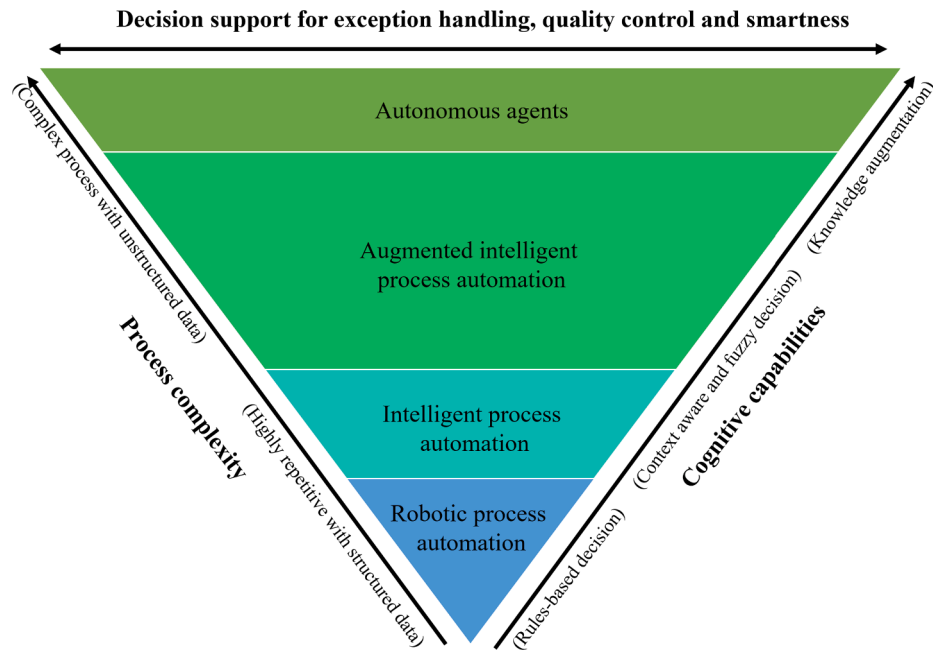 Decision support for exception handling, quality control and smartness
Autonomous agents
Augmented intelligent
process automation
Intelligent process
automation
Robotic process
automation
(Complex process with unstructured data)
(Highly repetitive with structured data)
Process complexity
(Knowledge augmentation)
(Context aware and fuzzy decision)
(Rules-based decision)
Cognitive capabilities